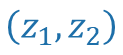 (z₁, z₂)